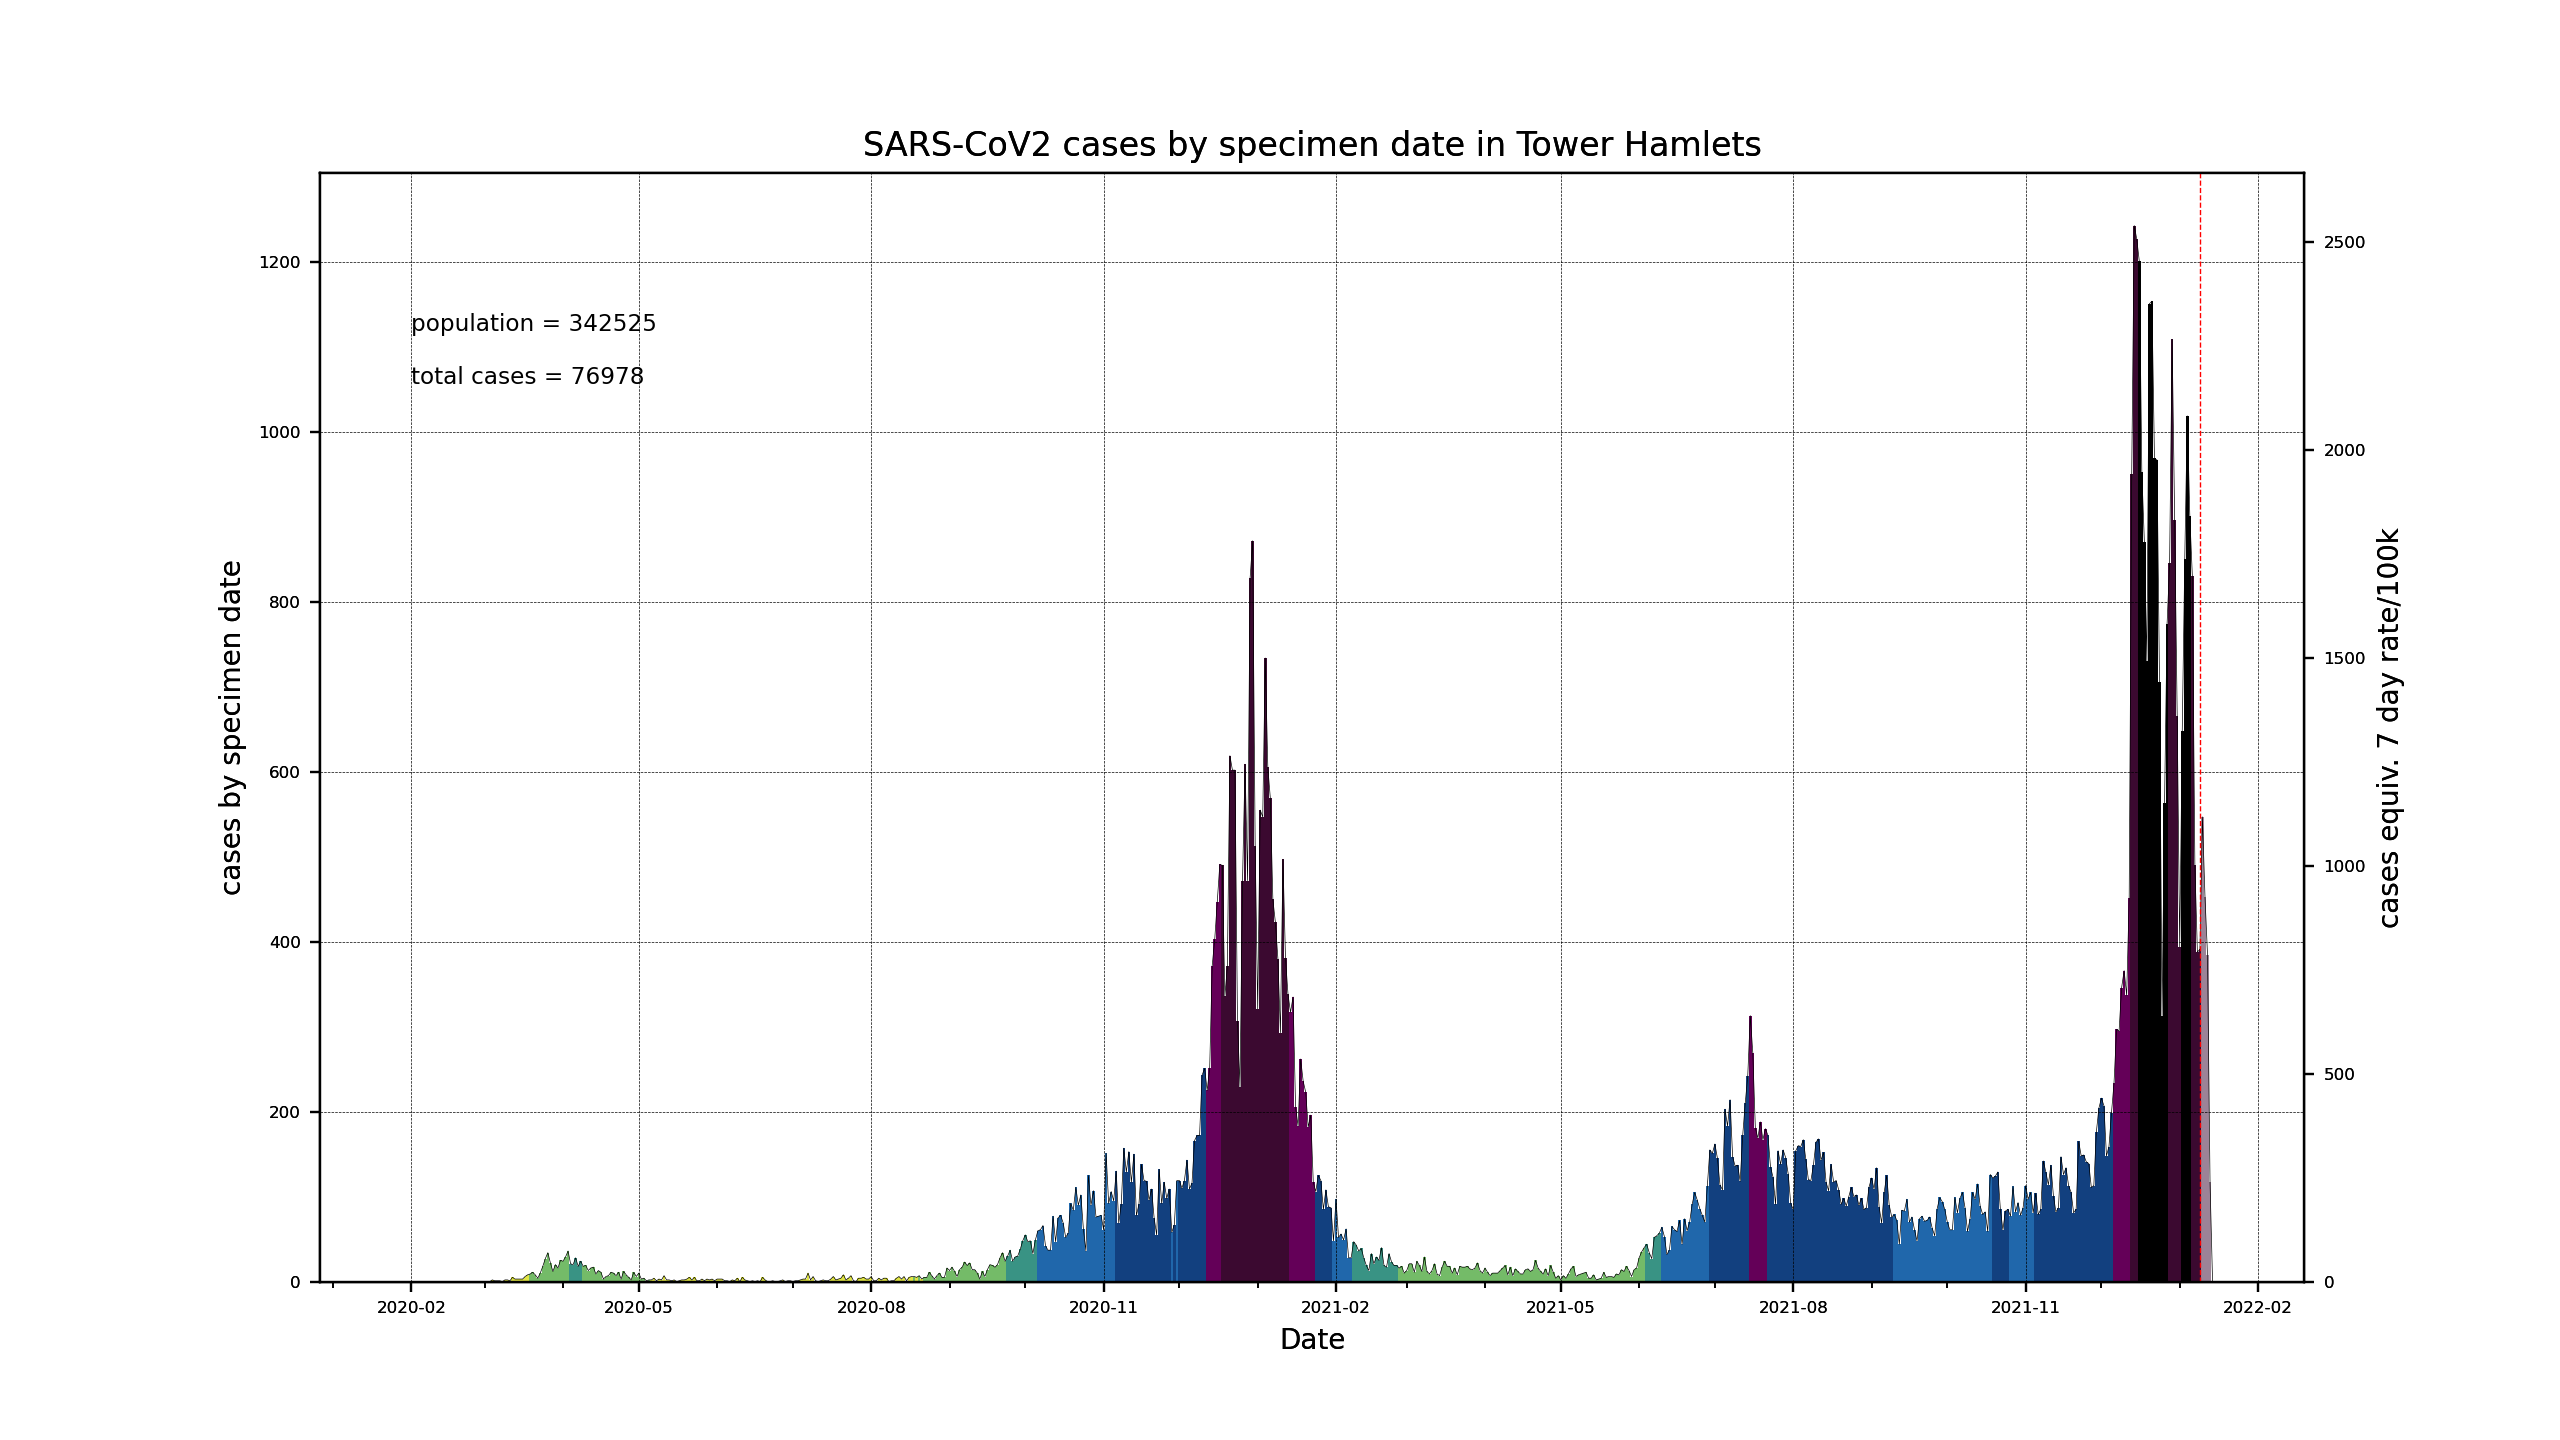 SARS-CoV2 cases by specimen date in Tower Hamlets
population = 342525
total cases = 76978
cases by specimen date
1200
1000
800
600
400
200
0
cases equiv. 7 day rate/100k
2500
2000
1500
1000
500
0
2020-02 2020-05 2020-08 2020-11 2021-02 2021-05 2021-08 2021-11 2022-02
Date